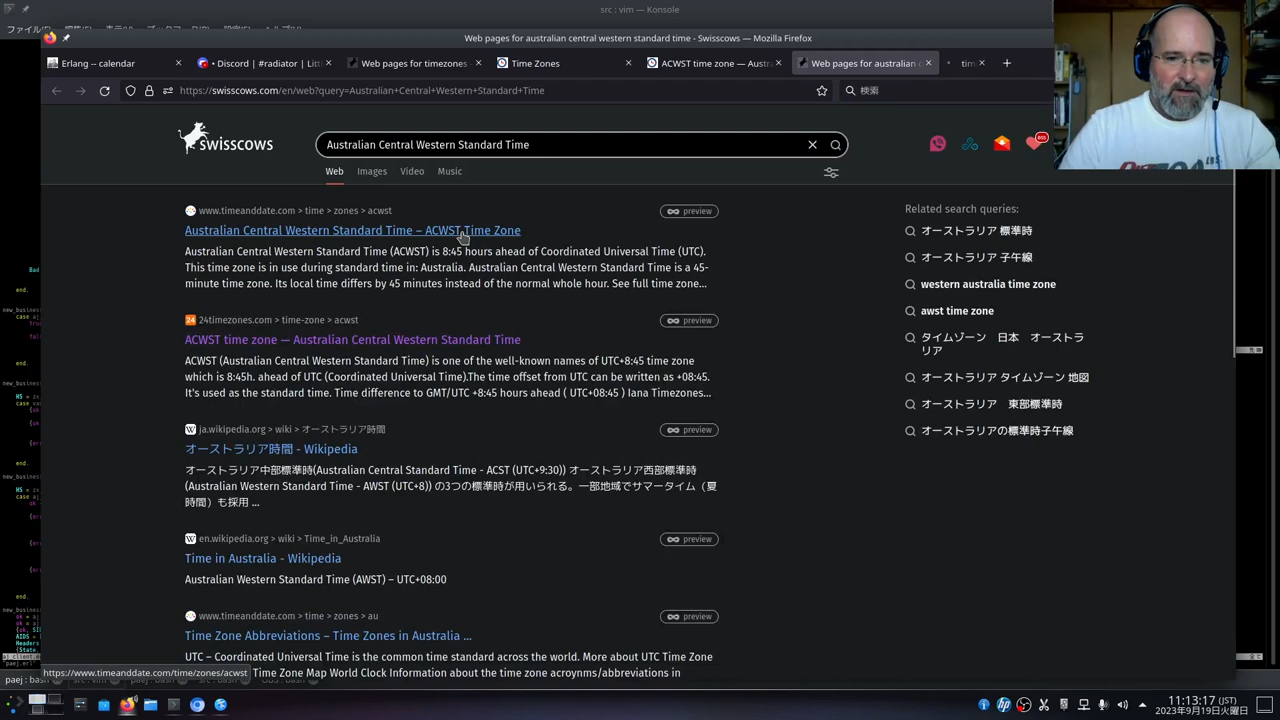 src : vim — Konsole
Web pages for australian central western standard time - Swisscows — Mozilla Firefox
Erlang -- calendar
Discord | #radiator |
Web pages for timezones
Time Zones
ACWST time zone — Aust
Web pages for australian
https://swisscows.com/en/web?query=Australian+Central+Western+Standard+Time
検索
swisscows
Australian Central Western Standard Time
Web
Images
Video
Music
www.timeanddate.com > time > zones > acwst
preview
Australian Central Western Standard Time – ACWST Time Zone
Australian Central Western Standard Time (ACWST) is 8:45 hours ahead of Coordinated Universal Time (UTC).
This time zone is in use during standard time in: Australia. Australian Central Western Standard Time is a 45-
minute time zone. Its local time differs by 45 minutes instead of the normal whole hour. See full time zone...
24timezones.com > time-zone > acwst
preview
ACWST time zone — Australian Central Western Standard Time
ACWST (Australian Central Western Standard Time) is one of the well-known names of UTC+8:45 time zone
which is 8:45h. ahead of UTC (Coordinated Universal Time).The time offset from UTC can be written as +08:45.
It's used as the standard time. Time difference to GMT/UTC +8:45 hours ahead ( UTC+08:45 ) Iana Timezones...
ja.wikipedia.org > wiki > オーストラリア時間
preview
オーストラリア時間 - Wikipedia
オーストラリア中部標準時(Australian Central Standard Time - ACST (UTC+9:30)) オーストラリア西部標準時
(Australian Western Standard Time - AWST (UTC+8)) の3つの標準時が用いられる。一部地域でサマータイム（夏
時間）も採用 ...
en.wikipedia.org > wiki > Time_in_Australia
preview
Time in Australia - Wikipedia
Australian Western Standard Time (AWST) – UTC+08:00
www.timeanddate.com > time > zones > au
preview
Time Zone Abbreviations – Time Zones in Australia ...
UTC – Coordinated Universal Time is the common time standard across the world. More about UTC Time Zone
Time Zone Map World Clock Information about the time zone acroynms/abbreviations in
Related search queries:
オーストラリア 標準時
オーストラリア 子午線
western australia time zone
awst time zone
タイムゾーン　日本　オーストラ
リア
オーストラリア タイムゾーン 地図
オーストラリア　東部標準時
オーストラリアの標準時子午線
https://www.timeanddate.com/time/zones/acwst
11:13:17 (JST)
2023年9月19日火曜日